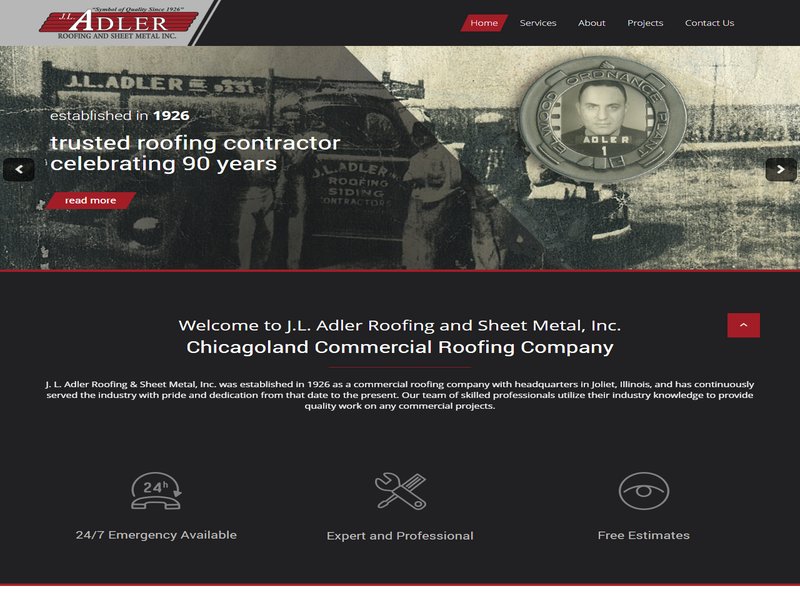 "Symbol of Quality Since 1926"
J.L. ADLER
ROOFING AND SHEET METAL INC.
Home Services About Projects Contact Us
J.L.ADLER
ORDNANCE PLANT
ADLER
1
established in 1926
trusted roofing contractor
celebrating 90 years
J.L.ADLER
ROOFING
SIDING
CONTRACTORS
read more
Welcome to J.L. Adler Roofing and Sheet Metal, Inc.
Chicagoland Commercial Roofing Company
J. L. Adler Roofing & Sheet Metal, Inc. was established in 1926 as a commercial roofing company with headquarters in Joliet, Illinois, and has continuously
served the industry with pride and dedication from that date to the present. Our team of skilled professionals utilize their industry knowledge to provide
quality work on any commercial projects.
24h
24/7 Emergency Available
Expert and Professional
Free Estimates